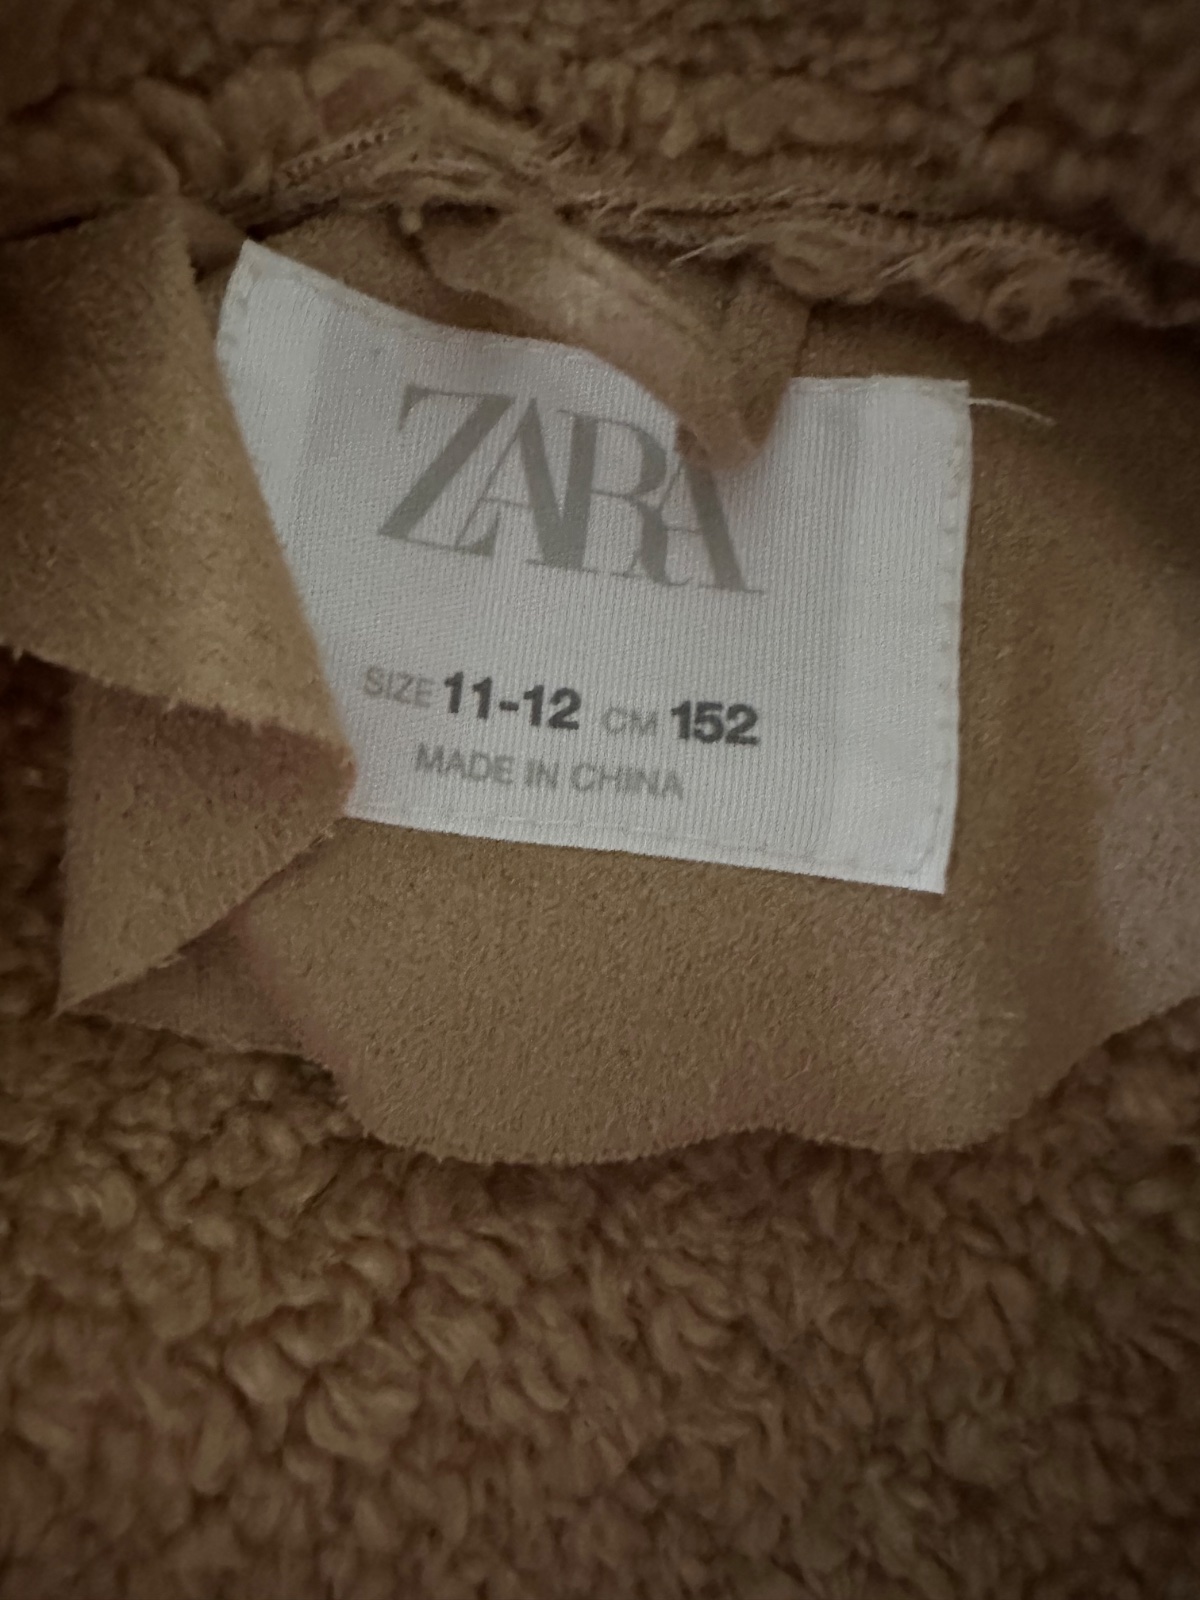 ZARA
SIZE 11-12 CM 152
MADE IN CHINA